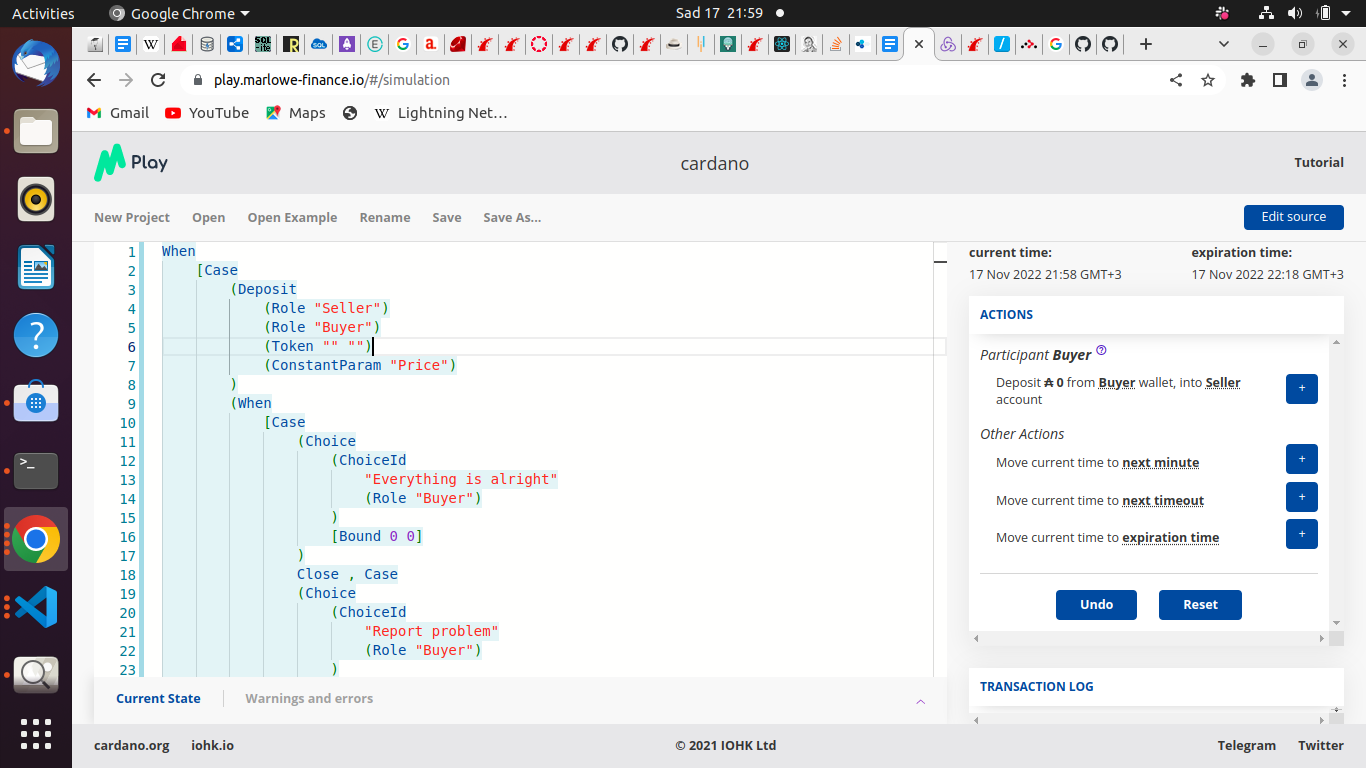 Activities
Google Chrome
Sad 17 21:59
play.marlowe-finance.io/#/simulation
Gmail
YouTube
Maps
Lightning Net…
Play
cardano
Tutorial
New Project
Open
Open Example
Rename
Save
Save As...
Edit source
1 When
2 [Case
3 (Deposit
4 (Role "Seller")
5 (Role "Buyer")
6 (Token "" "")
7 (ConstantParam "Price")
8 )
9 (When
10 [Case
11 (Choice
12 (ChoiceId
13 "Everything is alright"
14 (Role "Buyer")
15 )
16 [Bound 0 0]
17 )
18 Close , Case
19 (Choice
20 (ChoiceId
21 "Report problem"
22 (Role "Buyer")
23 )
current time:
17 Nov 2022 21:58 GMT+3
expiration time:
17 Nov 2022 22:18 GMT+3
ACTIONS
Participant Buyer
Deposit ₳ 0 from Buyer wallet, into Seller
account
+
Other Actions
Move current time to next minute
+
Move current time to next timeout
+
Move current time to expiration time
+
Undo
Reset
TRANSACTION LOG
Current State
Warnings and errors
cardano.org
iohk.io
© 2021 IOHK Ltd
Telegram
Twitter